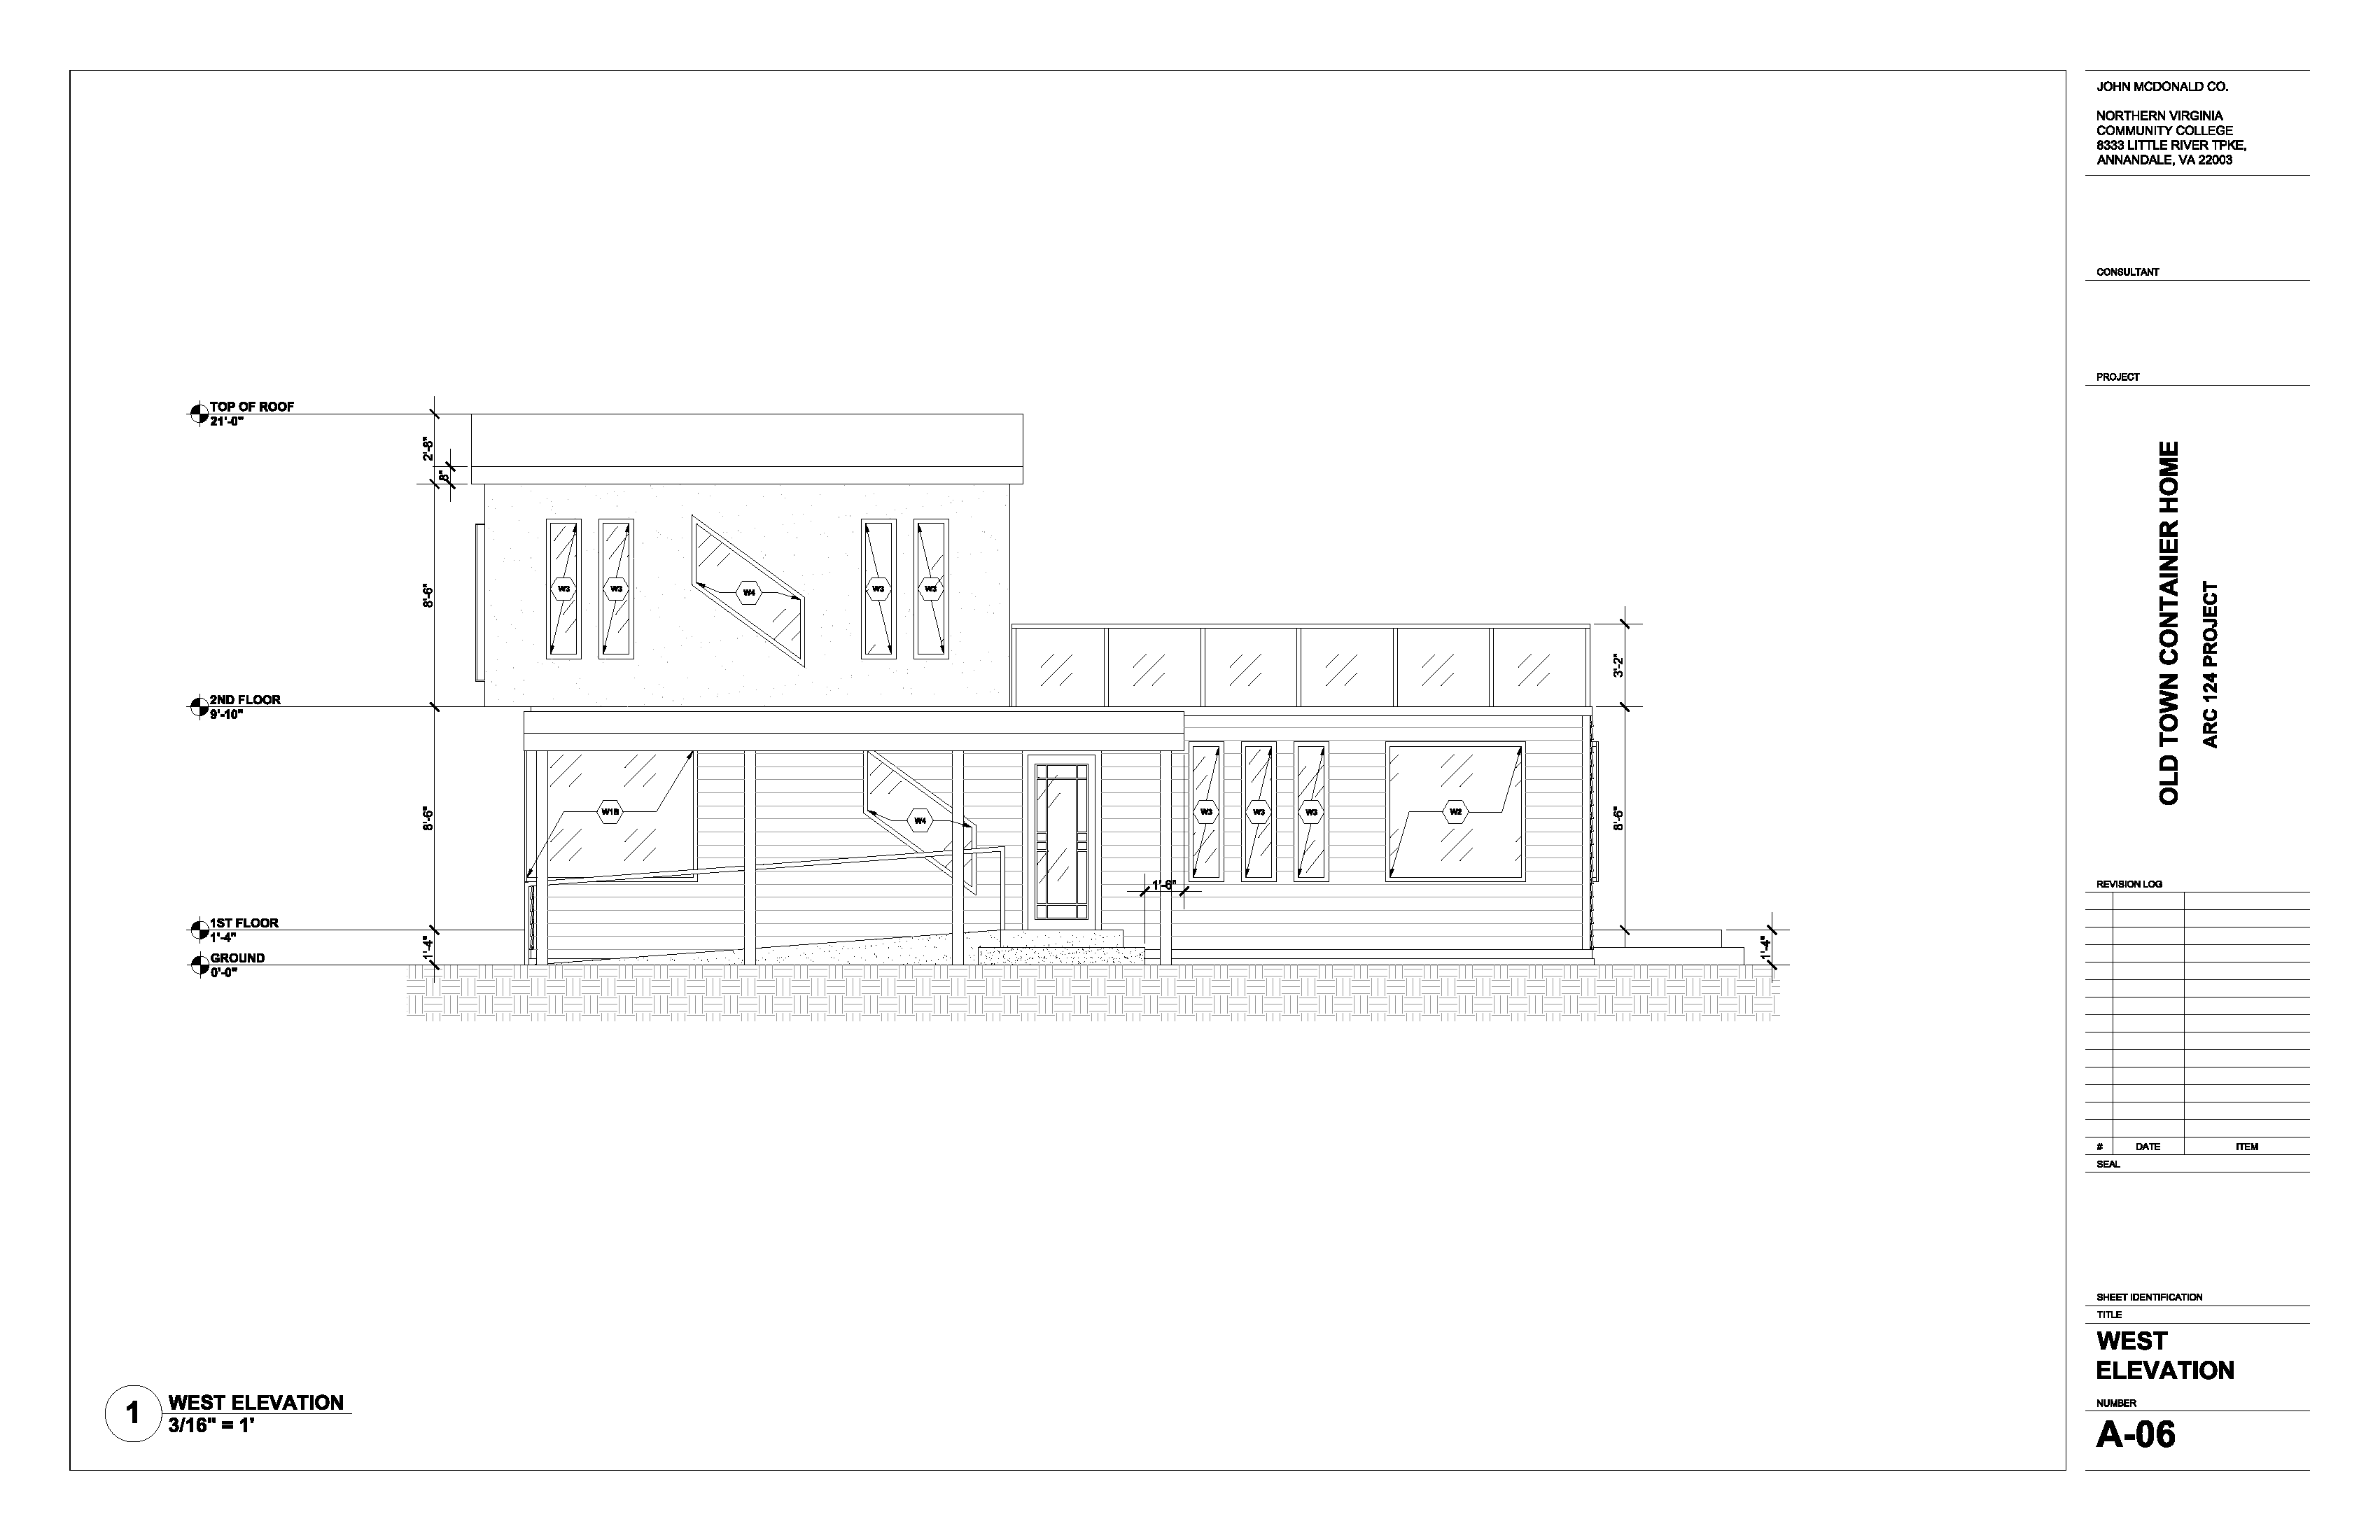 JOHN MCDONALD CO.
NORTHERN VIRGINIA
COMMUNITY COLLEGE
8333 LITTLE RIVER TPKE,
ANNANDALE, VA 22003
CONSULTANT
PROJECT
OLD TOWN CONTAINER HOME
ARC 124 PROJECT
REVISION LOG
# DATE ITEM
SEAL
SHEET IDENTIFICATION
TITLE
WEST
ELEVATION
NUMBER
A-06
TOP OF ROOF
21'-0"
2'-8"
8"
8'-6"
W3 W3 W4 W3 W3
3'-2"
2ND FLOOR
9'-10"
8'-6"
W1B W4 W3 W3 W3 W2
8'-6"
1'-6"
1ST FLOOR
1'-4"
1'-4"
1'-4"
GROUND
0'-0"
1
WEST ELEVATION
3/16" = 1'